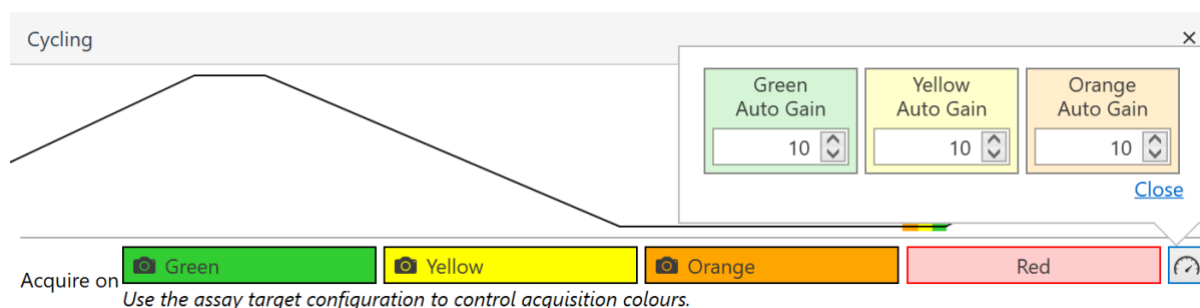 Cycling
Green
Auto Gain
10
Yellow
Auto Gain
10
Orange
Auto Gain
10
Close
Acquire on
Green
Yellow
Orange
Red
Use the assay target configuration to control acquisition colours.